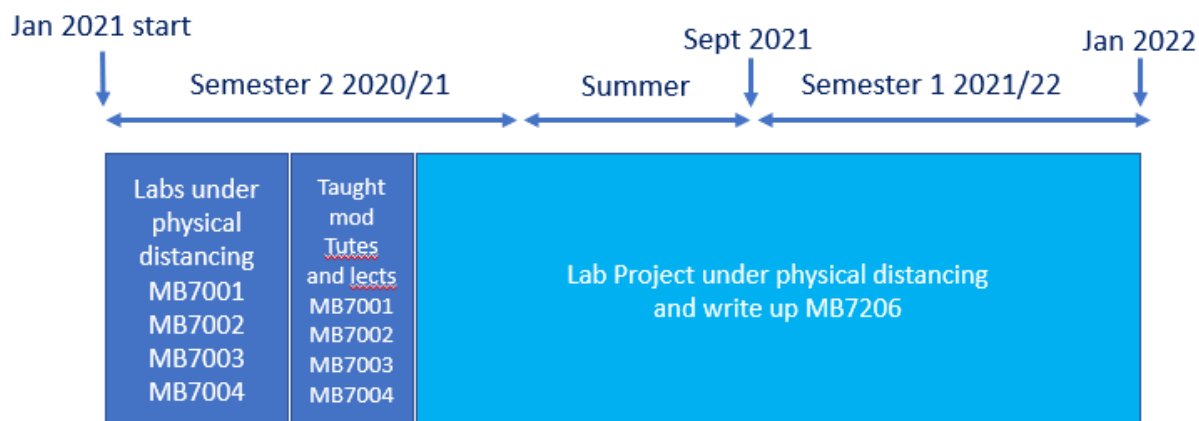 Jan 2021 start
Sept 2021
Jan 2022
Semester 2 2020/21
Summer
Semester 1 2021/22
Labs under
physical
distancing
MB7001
MB7002
MB7003
MB7004
Taught
mod
Tutes
and lects
MB7001
MB7002
MB7003
MB7004
Lab Project under physical distancing
and write up MB7206